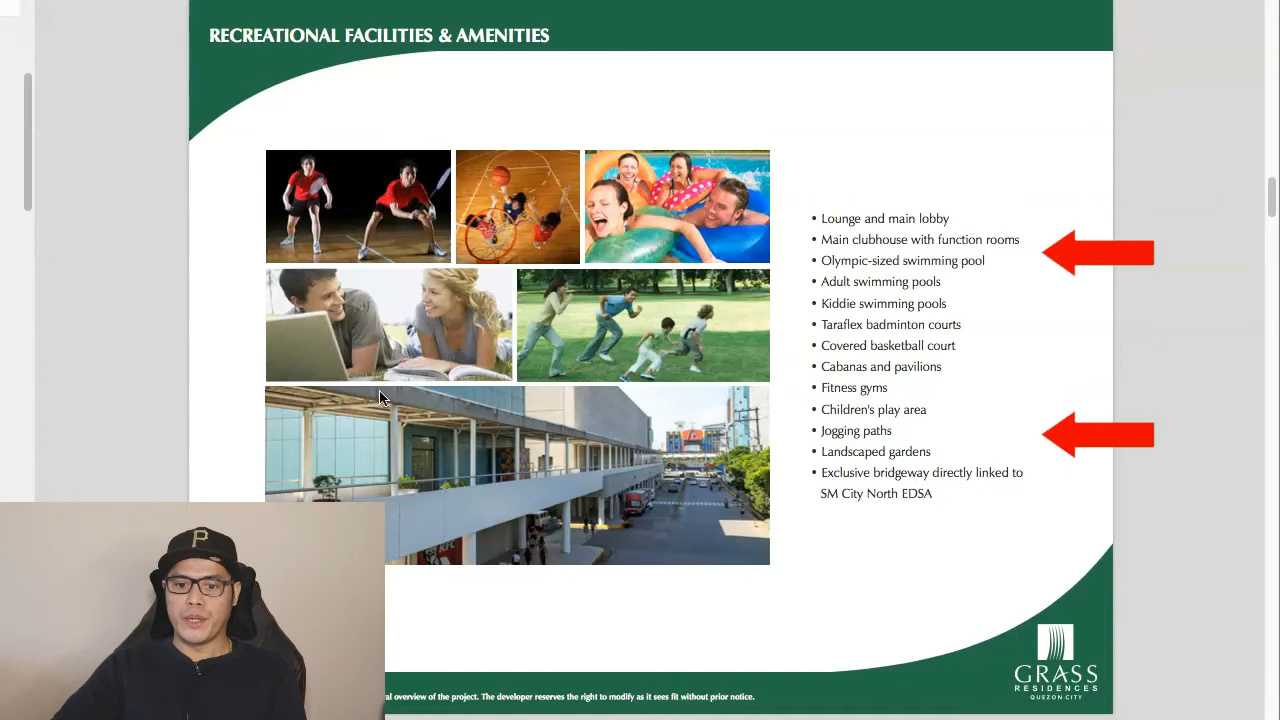 RECREATIONAL FACILITIES & AMENITIES
• Lounge and main lobby
• Main clubhouse with function rooms
• Olympic-sized swimming pool
• Adult swimming pools
• Kiddie swimming pools
• Taraflex badminton courts
• Covered basketball court
• Cabanas and pavilions
• Fitness gyms
• Children's play area
• Jogging paths
• Landscaped gardens
• Exclusive bridgeway directly linked to
SM City North EDSA
KFC
P
GRASS
RESIDENCES
QUEZON CITY
overview of the project. The developer reserves the right to modify as it sees fit without prior notice.